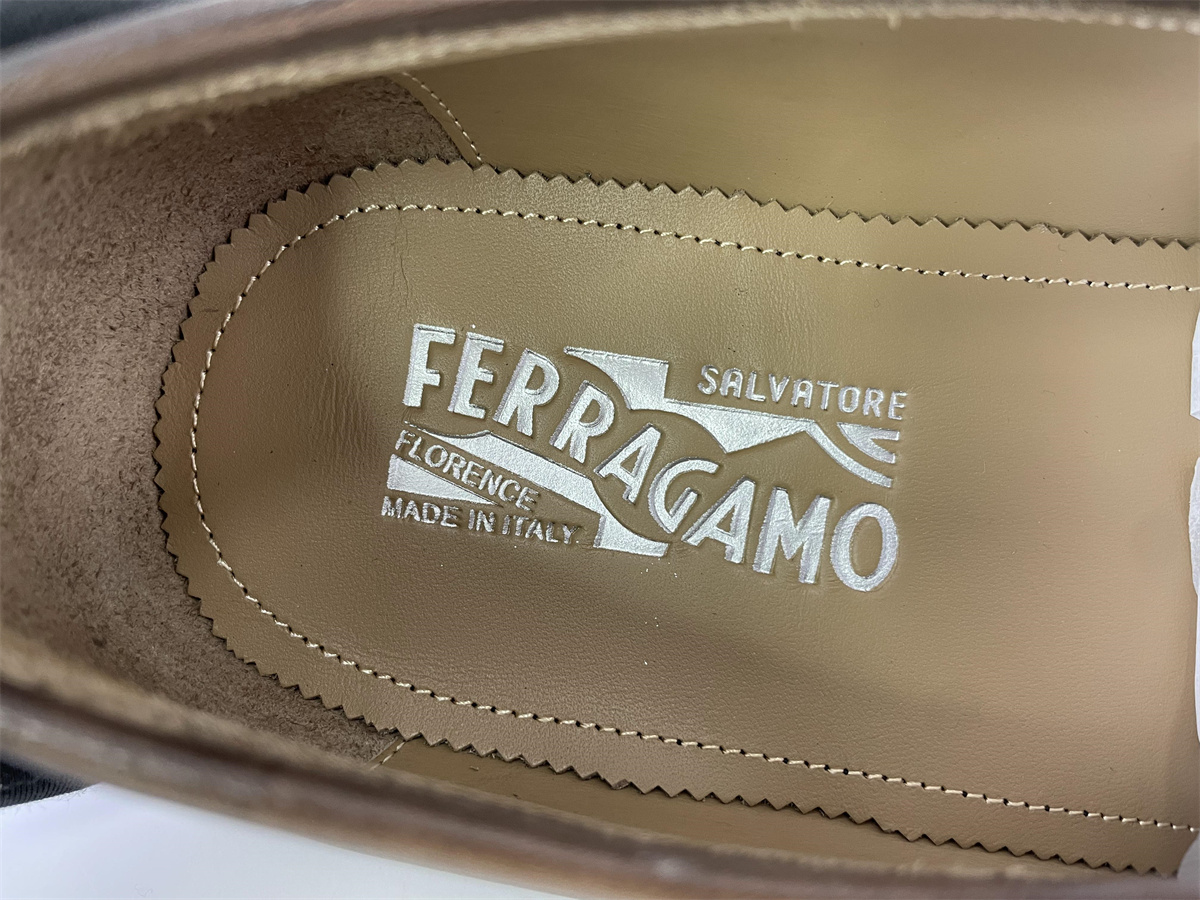 SALVATORE
FERRAGAMO
FLORENCE
MADE IN ITALY